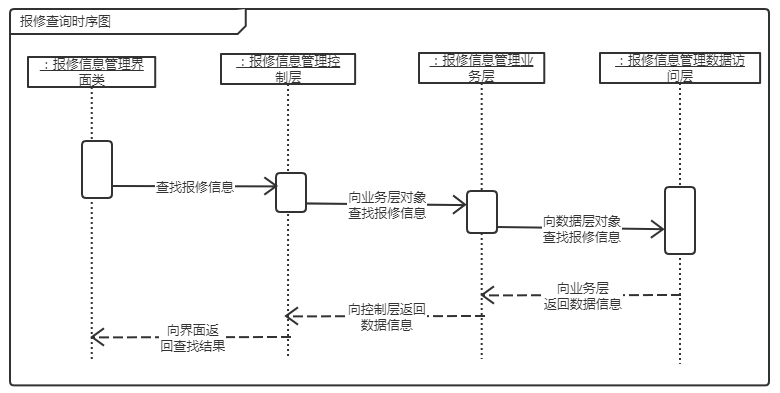 报修查询时序图
：报修信息管理界
面类
：报修信息管理控
制层
：报修信息管理业
务层
：报修信息管理数据访
问层
查找报修信息
向业务层对象
查找报修信息
向数据层对象
查找报修信息
向业务层
返回数据信息
向控制层返回
数据信息
向界面返
回查找结果